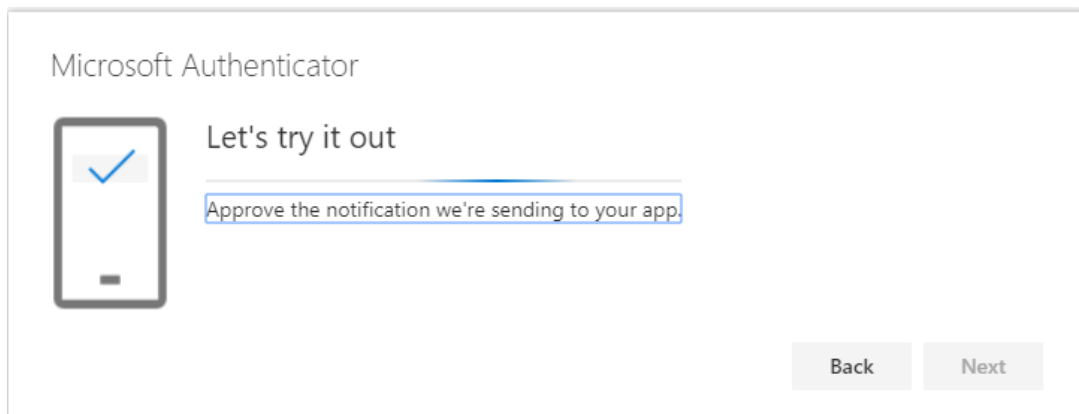 Microsoft Authenticator
Let's try it out
Approve the notification we're sending to your app.
Back
Next